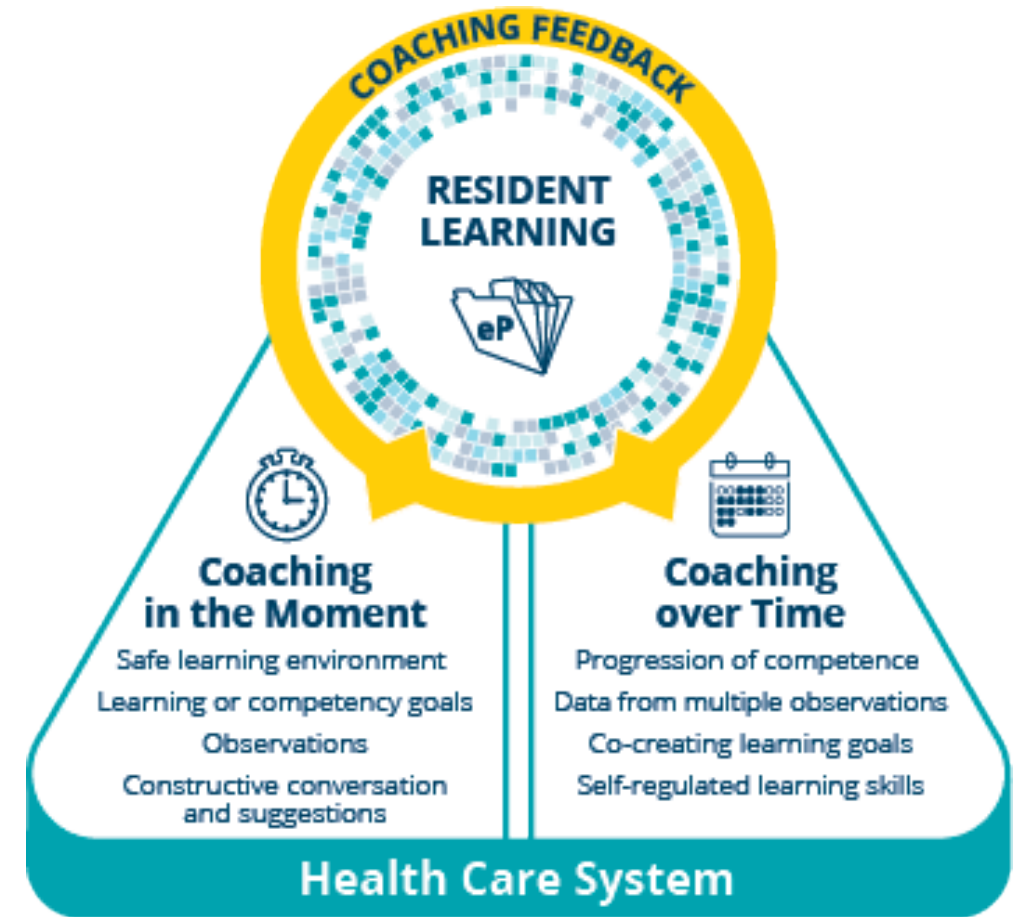 COACHING FEEDBACK
RESIDENT
LEARNING
eP
Coaching
in the Moment
Safe learning environment
Learning or competency goals
Observations
Constructive conversation
and suggestions
Coaching
over Time
Progression of competence
Data from multiple observations
Co-creating learning goals
Self-regulated learning skills
Health Care System